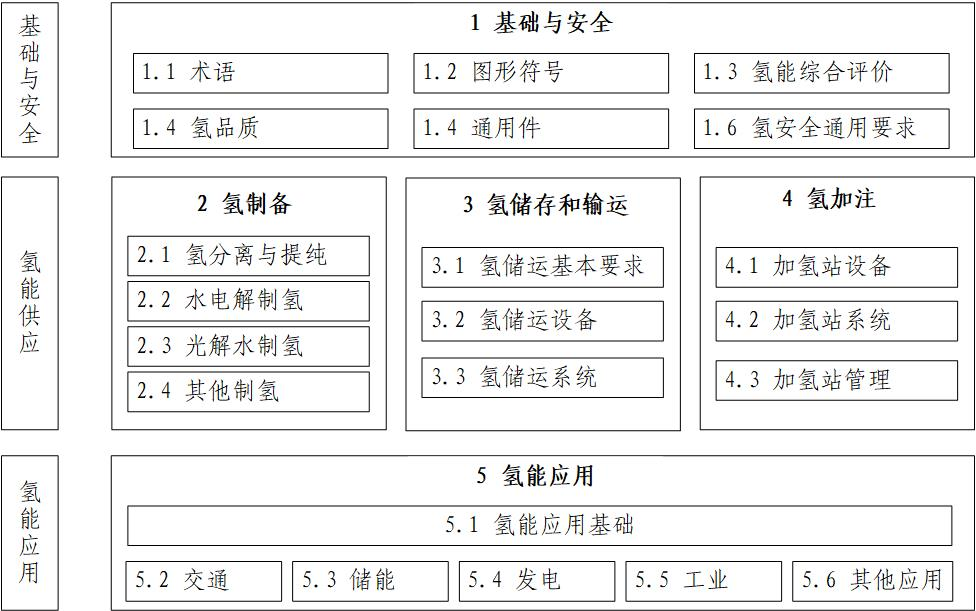 基础与安全
1 基础与安全
1.1 术语
1.2 图形符号
1.3 氢能综合评价
1.4 氢品质
1.4 通用件
1.6 氢安全通用要求
氢能供应
2 氢制备
2.1 氢分离与提纯
2.2 水电解制氢
2.3 光解水制氢
2.4 其他制氢
3 氢储存和输运
3.1 氢储运基本要求
3.2 氢储运设备
3.3 氢储运系统
4 氢加注
4.1 加氢站设备
4.2 加氢站系统
4.3 加氢站管理
氢能应用
5 氢能应用
5.1 氢能应用基础
5.2 交通
5.3 储能
5.4 发电
5.5 工业
5.6 其他应用